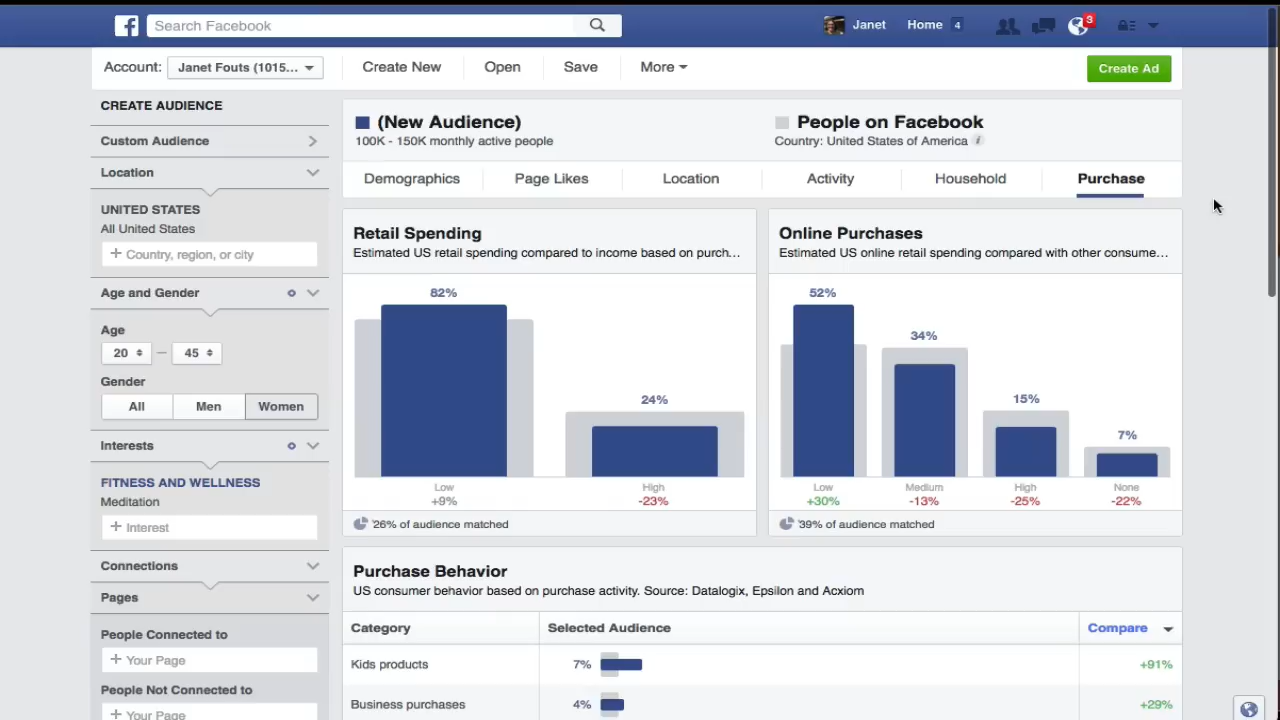 Search Facebook
Janet
Home 4
3
Account: Janet Fouts (1015...
Create New
Open
Save
More
Create Ad
CREATE AUDIENCE
Custom Audience
Location
UNITED STATES
All United States
+ Country, region, or city
Age and Gender
Age
20 – 45
Gender
All Men Women
Interests
FITNESS AND WELLNESS
Meditation
+ Interest
Connections
Pages
People Connected to
+ Your Page
People Not Connected to
+ Your Page
(New Audience)
100K - 150K monthly active people
People on Facebook
Country: United States of America i
Demographics Page Likes Location Activity Household Purchase
Retail Spending
Estimated US retail spending compared to income based on purch...
82%
24%
Low High
+9% -23%
26% of audience matched
Online Purchases
Estimated US online retail spending compared with other consume...
52%
34%
15%
7%
Low Medium High None
+30% -13% -25% -22%
39% of audience matched
Purchase Behavior
US consumer behavior based on purchase activity. Source: Datalogix, Epsilon and Acxiom
Category Selected Audience Compare
Kids products 7% +91%
Business purchases 4% +29%